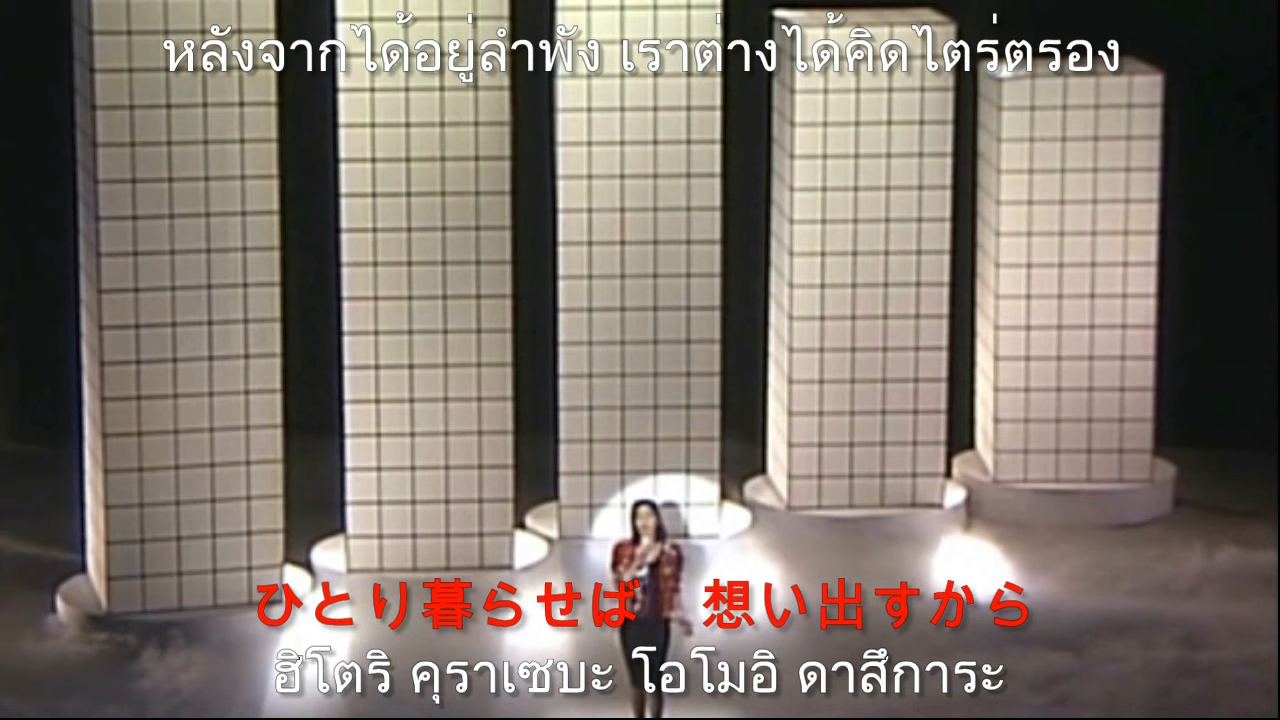 หลังจากได้อยู่ลำพัง เราต่างได้คิดไตร่ตรอง
ひとり暮らせば　想い出すから
ฮิโตริ คุราเซบะ โอโมอิ ดาสึการะ